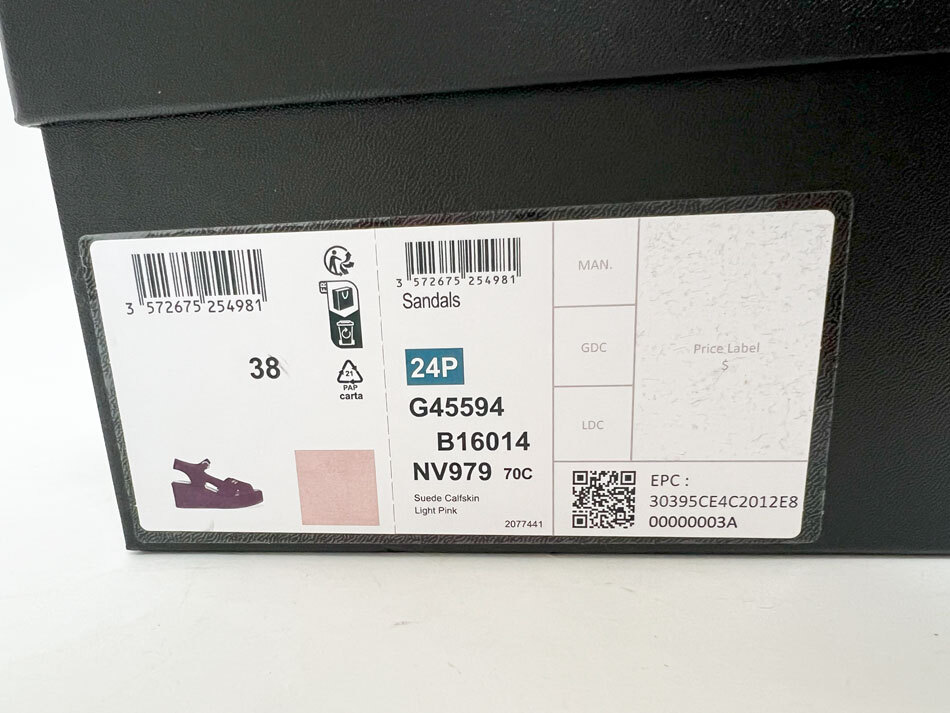 3 572675 254981
FR
38
21
PAP
carta
3 572675 254981
Sandals
24P
G45594
B16014
NV979 70C
Suede Calfskin
Light Pink
2077441
MAN.
GDC
LDC
Price Label
$
EPC :
30395CE4C2012E8
00000003A